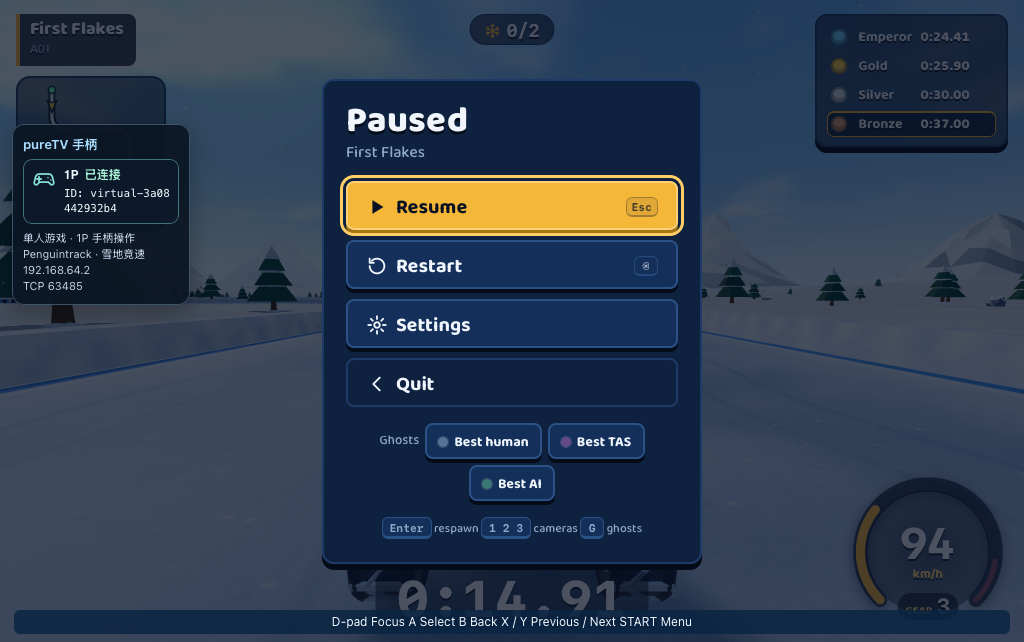 First Flakes
A01
0/2
Emperor 0:24.41
Gold 0:25.90
Silver 0:30.00
Bronze 0:37.00
pureTV 手柄
1P 已连接
ID: virtual-3a08
442932b4
单人游戏 · 1P 手柄操作
Penguintrack · 雪地竞速
192.168.64.2
TCP 63485
Paused
First Flakes
Resume Esc
Restart
Settings
Quit
Ghosts Best human Best TAS
Best AI
Enter respawn 1 2 3 cameras G ghosts
94
km/h
GEAR 3
0:14.91
D-pad Focus A Select B Back X / Y Previous / Next START Menu